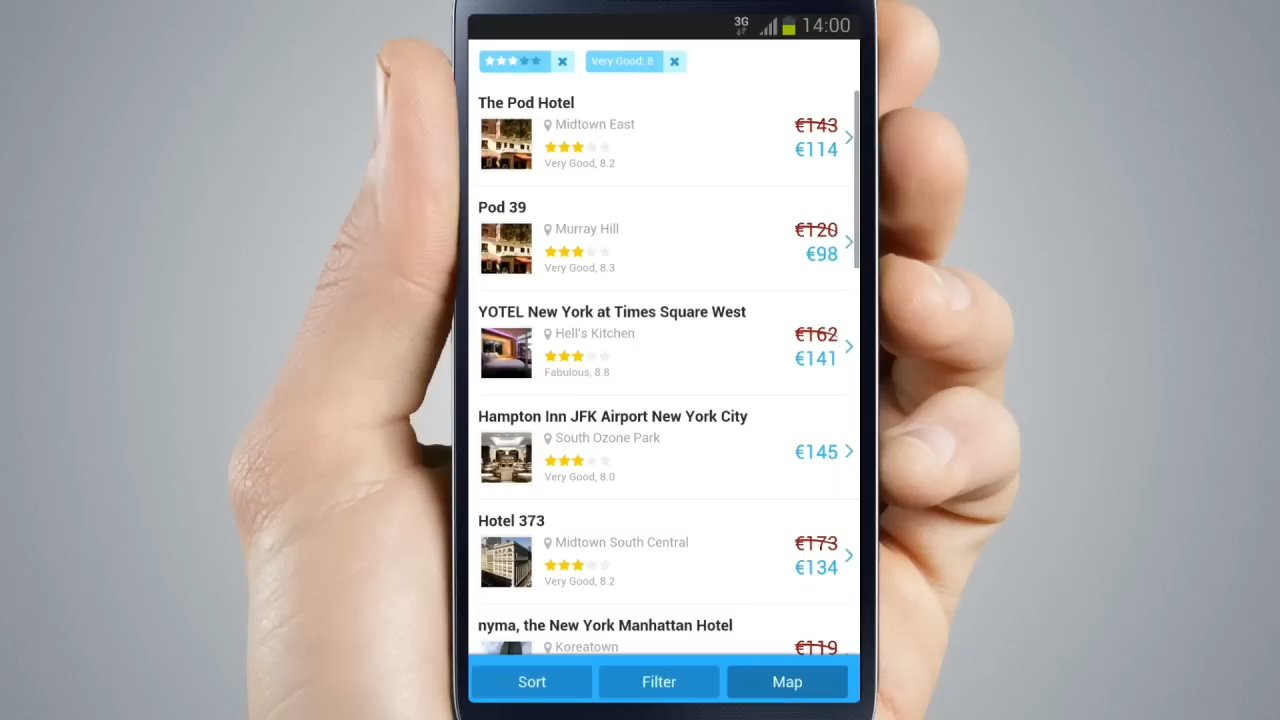 3G 14:00
Very Good: 8
The Pod Hotel
Midtown East
€143
€114
Very Good, 8.2
Pod 39
Murray Hill
€120
€98
Very Good, 8.3
YOTEL New York at Times Square West
Hell's Kitchen
€162
€141
Fabulous, 8.8
Hampton Inn JFK Airport New York City
South Ozone Park
€145
Very Good, 8.0
Hotel 373
Midtown South Central
€173
€134
Very Good, 8.2
nyma, the New York Manhattan Hotel
Koreatown
€119
Sort Filter Map